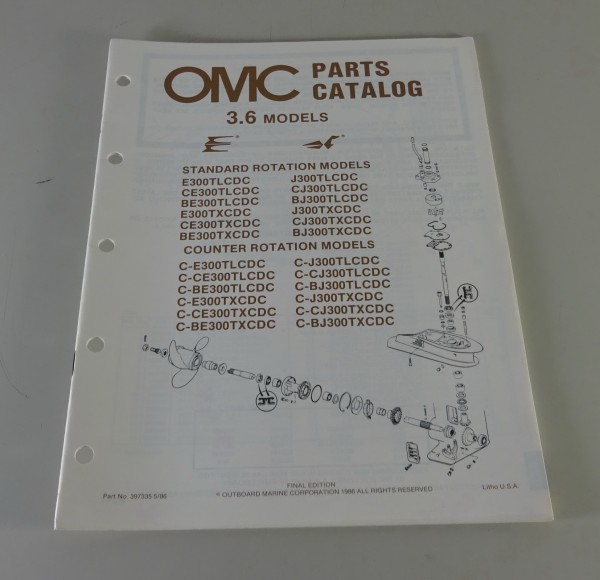 OMC PARTS CATALOG
3.6 MODELS
STANDARD ROTATION MODELS
E300TLCDC J300TLCDC
CE300TLCDC CJ300TLCDC
BE300TLCDC BJ300TLCDC
E300TXCDC J300TXCDC
CE300TXCDC CJ300TXCDC
BE300TXCDC BJ300TXCDC
COUNTER ROTATION MODELS
C-E300TLCDC C-J300TLCDC
C-CE300TLCDC C-CJ300TLCDC
C-BE300TLCDC C-BJ300TLCDC
C-E300TXCDC C-J300TXCDC
C-CE300TXCDC C-CJ300TXCDC
C-BE300TXCDC C-BJ300TXCDC
OMC
OMC
FINAL EDITION
Part No. 397335 5/86 © OUTBOARD MARINE CORPORATION 1986 ALL RIGHTS RESERVED Litho U.S.A.